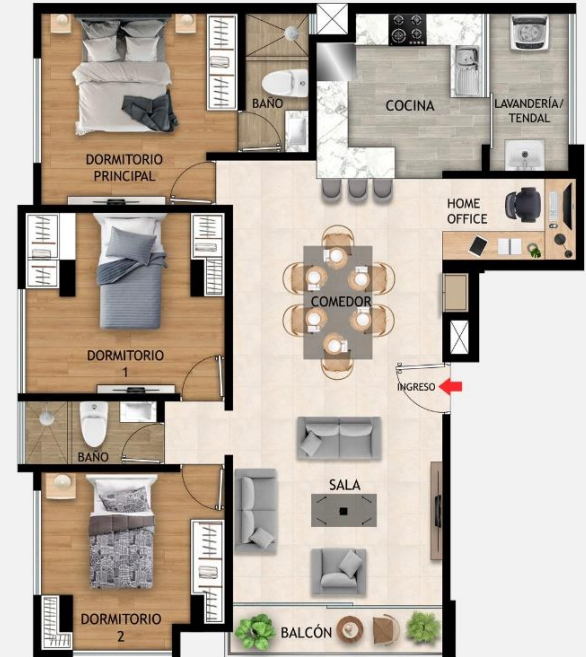 BAÑO
COCINA
LAVANDERÍA/
TENDAL
DORMITORIO
PRINCIPAL
HOME
OFFICE
COMEDOR
DORMITORIO
1
INGRESO
BAÑO
SALA
DORMITORIO
2
BALCÓN